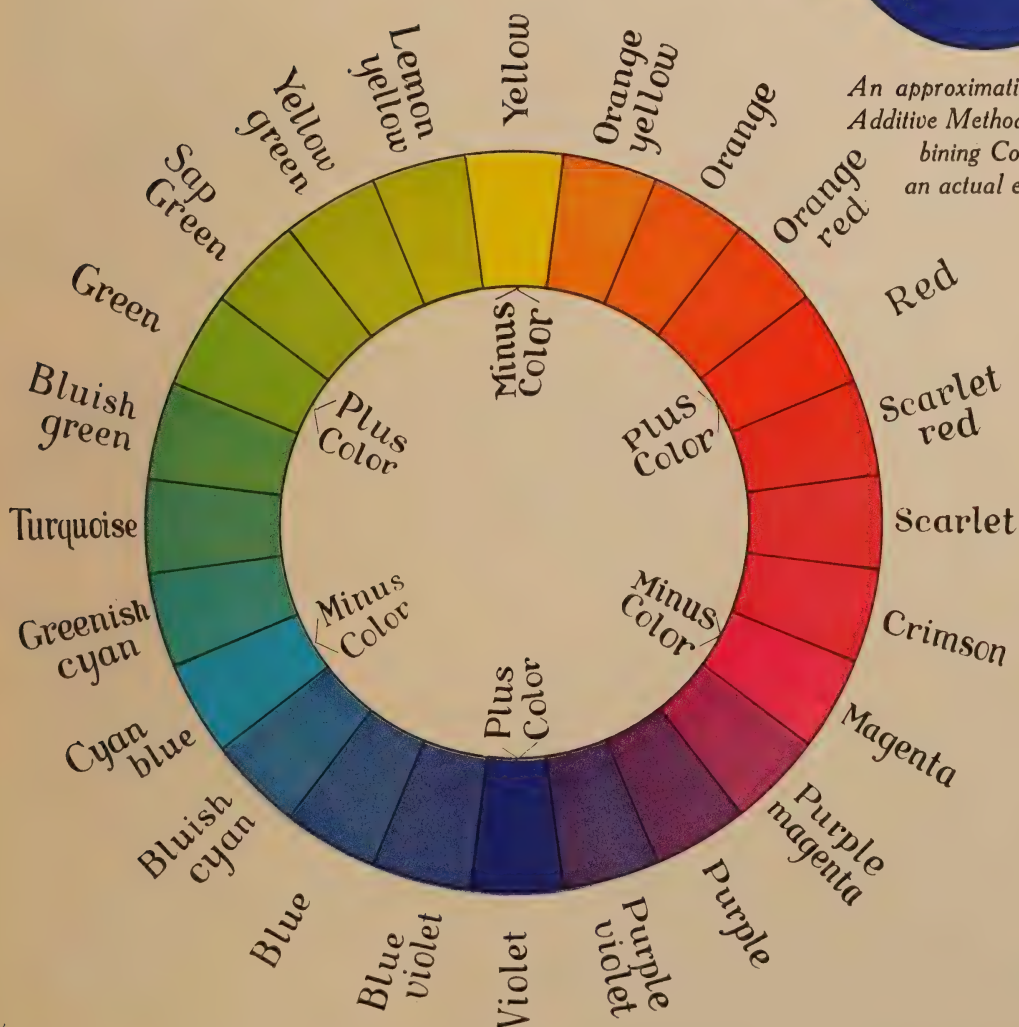 An approximati
Additive Method
bining Co
an actual e
Yellow
Orange
yellow
Orange
Orange
red
Red
Scarlet
red
Scarlet
Crimson
Magenta
Purple
magenta
Purple
Purple
violet
Violet
Blue
violet
Blue
Bluish
cyan
Cyan
blue
Greenish
cyan
Turquoise
Bluish
green
Green
Sap
Green
Yellow
green
Lemon
yellow
Minus
Color
Plus
Color
Minus
Color
Plus
Color
Minus
Color
Plus
Color